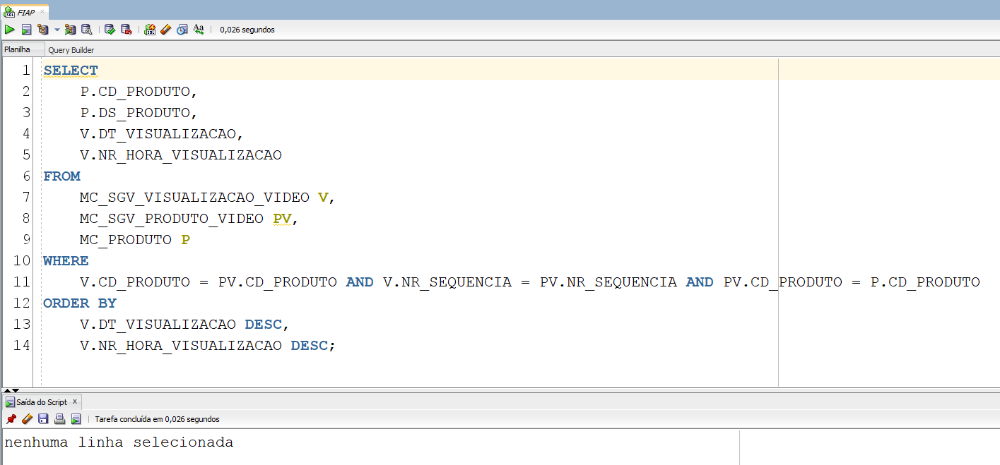 FIAP
0,026 segundos
Planilha Query Builder
1 SELECT
2 P.CD_PRODUTO,
3 P.DS_PRODUTO,
4 V.DT_VISUALIZACAO,
5 V.NR_HORA_VISUALIZACAO
6 FROM
7 MC_SGV_VISUALIZACAO_VIDEO V,
8 MC_SGV_PRODUTO_VIDEO PV,
9 MC_PRODUTO P
10 WHERE
11 V.CD_PRODUTO = PV.CD_PRODUTO AND V.NR_SEQUENCIA = PV.NR_SEQUENCIA AND PV.CD_PRODUTO = P.CD_PRODUTO
12 ORDER BY
13 V.DT_VISUALIZACAO DESC,
14 V.NR_HORA_VISUALIZACAO DESC;
Saída do Script x
Tarefa concluída em 0,026 segundos
nenhuma linha selecionada